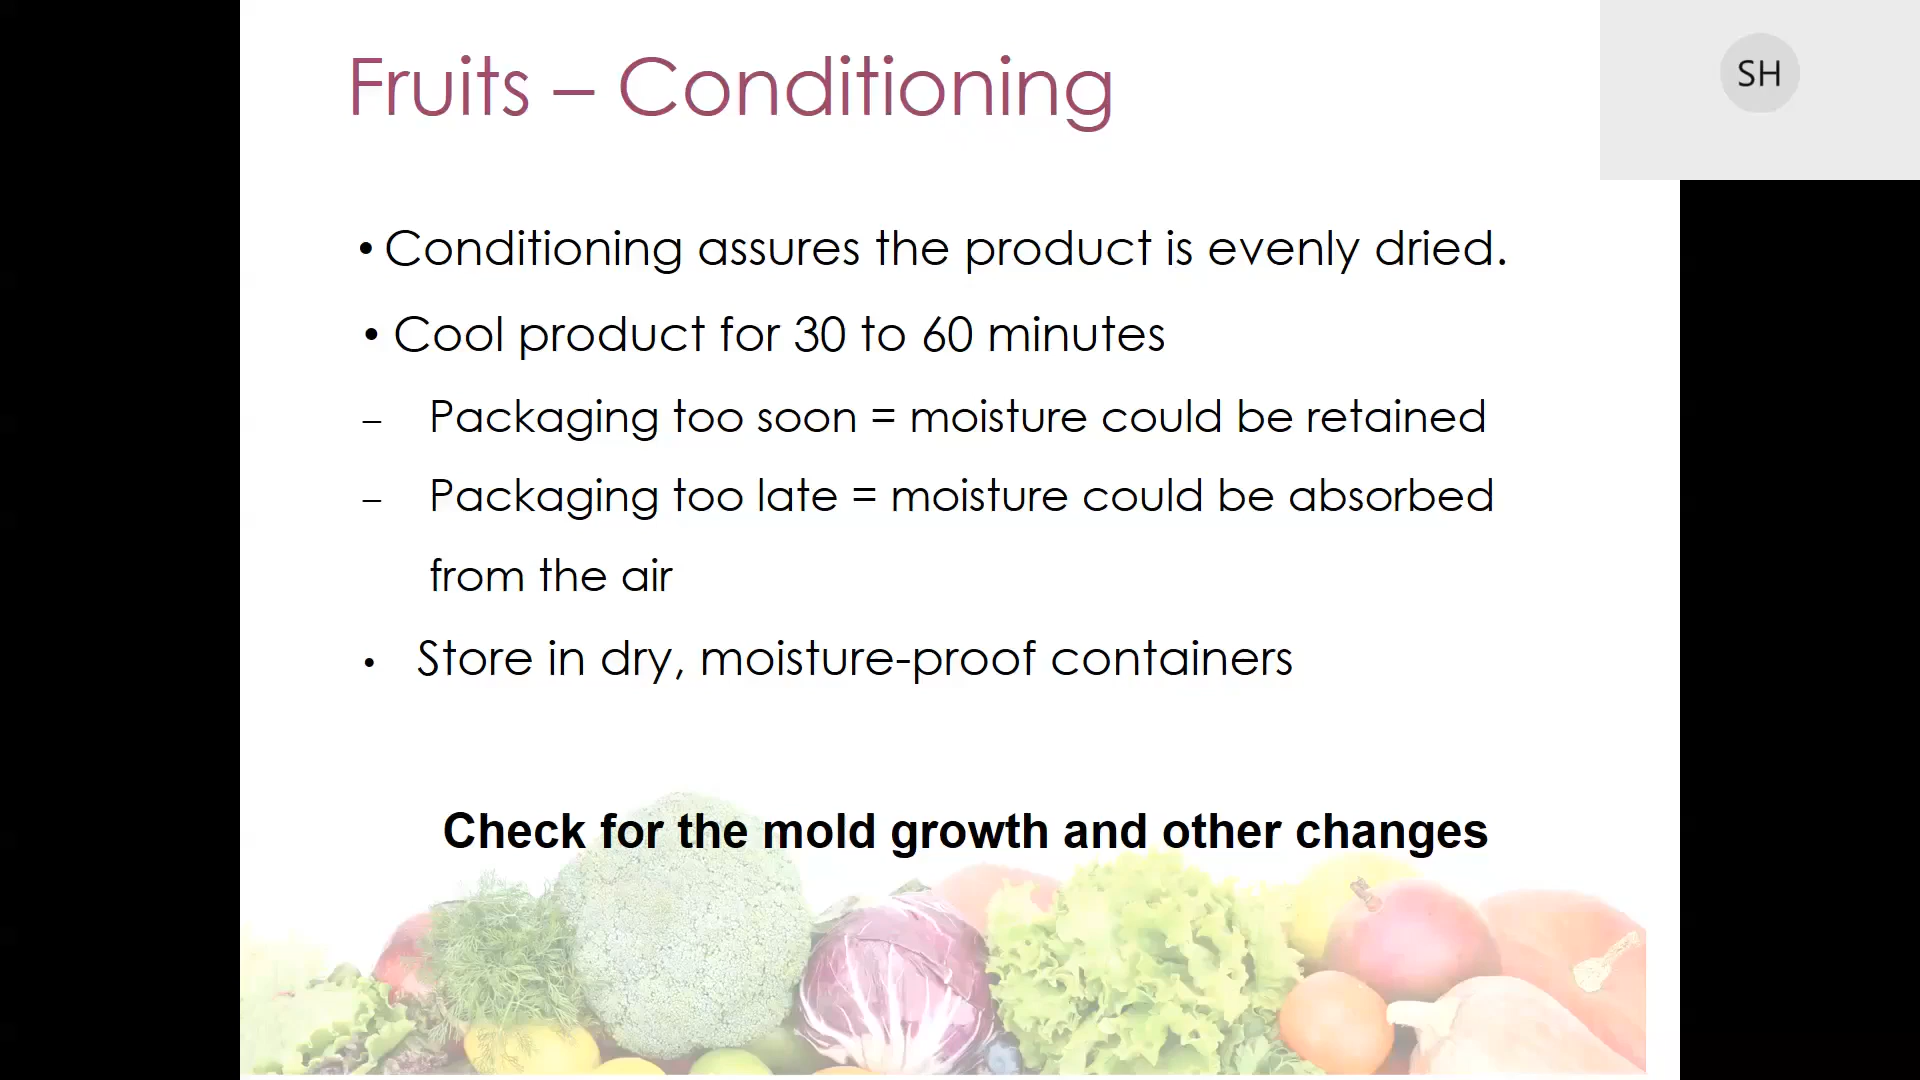 Fruits – Conditioning
SH
• Conditioning assures the product is evenly dried.
• Cool product for 30 to 60 minutes
– Packaging too soon = moisture could be retained
– Packaging too late = moisture could be absorbed
from the air
• Store in dry, moisture-proof containers
Check for the mold growth and other changes